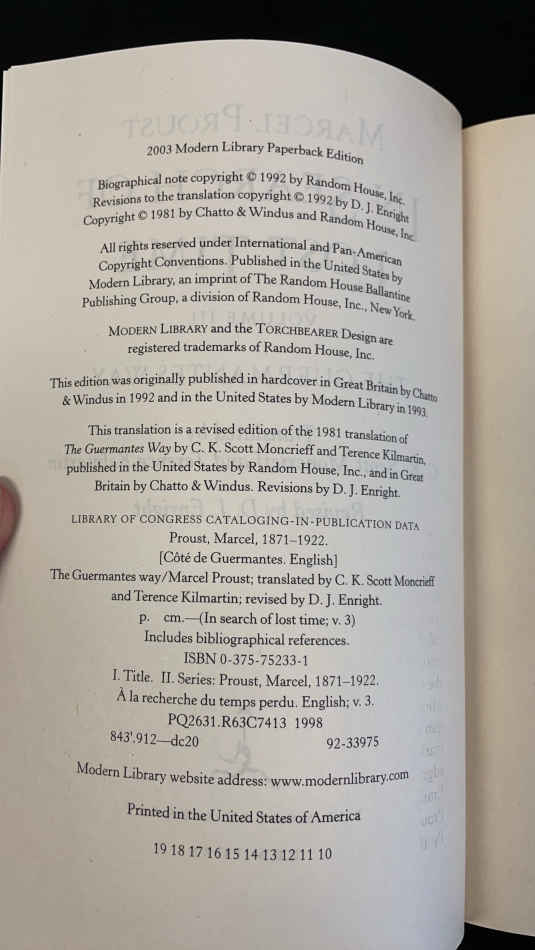 2003 Modern Library Paperback Edition
Biographical note copyright © 1992 by Random House, Inc.
Revisions to the translation copyright © 1992 by D. J. Enright
Copyright © 1981 by Chatto & Windus and Random House, Inc.
All rights reserved under International and Pan-American
Copyright Conventions. Published in the United States by
Modern Library, an imprint of The Random House Ballantine
Publishing Group, a division of Random House, Inc., New York.
MODERN LIBRARY and the TORCHBEARER Design are
registered trademarks of Random House, Inc.
This edition was originally published in hardcover in Great Britain by Chatto
& Windus in 1992 and in the United States by Modern Library in 1993.
This translation is a revised edition of the 1981 translation of
The Guermantes Way by C. K. Scott Moncrieff and Terence Kilmartin,
published in the United States by Random House, Inc., and in Great
Britain by Chatto & Windus. Revisions by D. J. Enright.
LIBRARY OF CONGRESS CATALOGING-IN-PUBLICATION DATA
Proust, Marcel, 1871–1922.
[Côté de Guermantes. English]
The Guermantes way/Marcel Proust; translated by C. K. Scott Moncrieff
and Terence Kilmartin; revised by D. J. Enright.
p. cm.—(In search of lost time; v. 3)
Includes bibliographical references.
ISBN 0-375-75233-1
I. Title. II. Series: Proust, Marcel, 1871–1922.
À la recherche du temps perdu. English; v. 3.
PQ2631.R63C7413 1998
843'.912—dc20 92-33975
Modern Library website address: www.modernlibrary.com
Printed in the United States of America
19 18 17 16 15 14 13 12 11 10